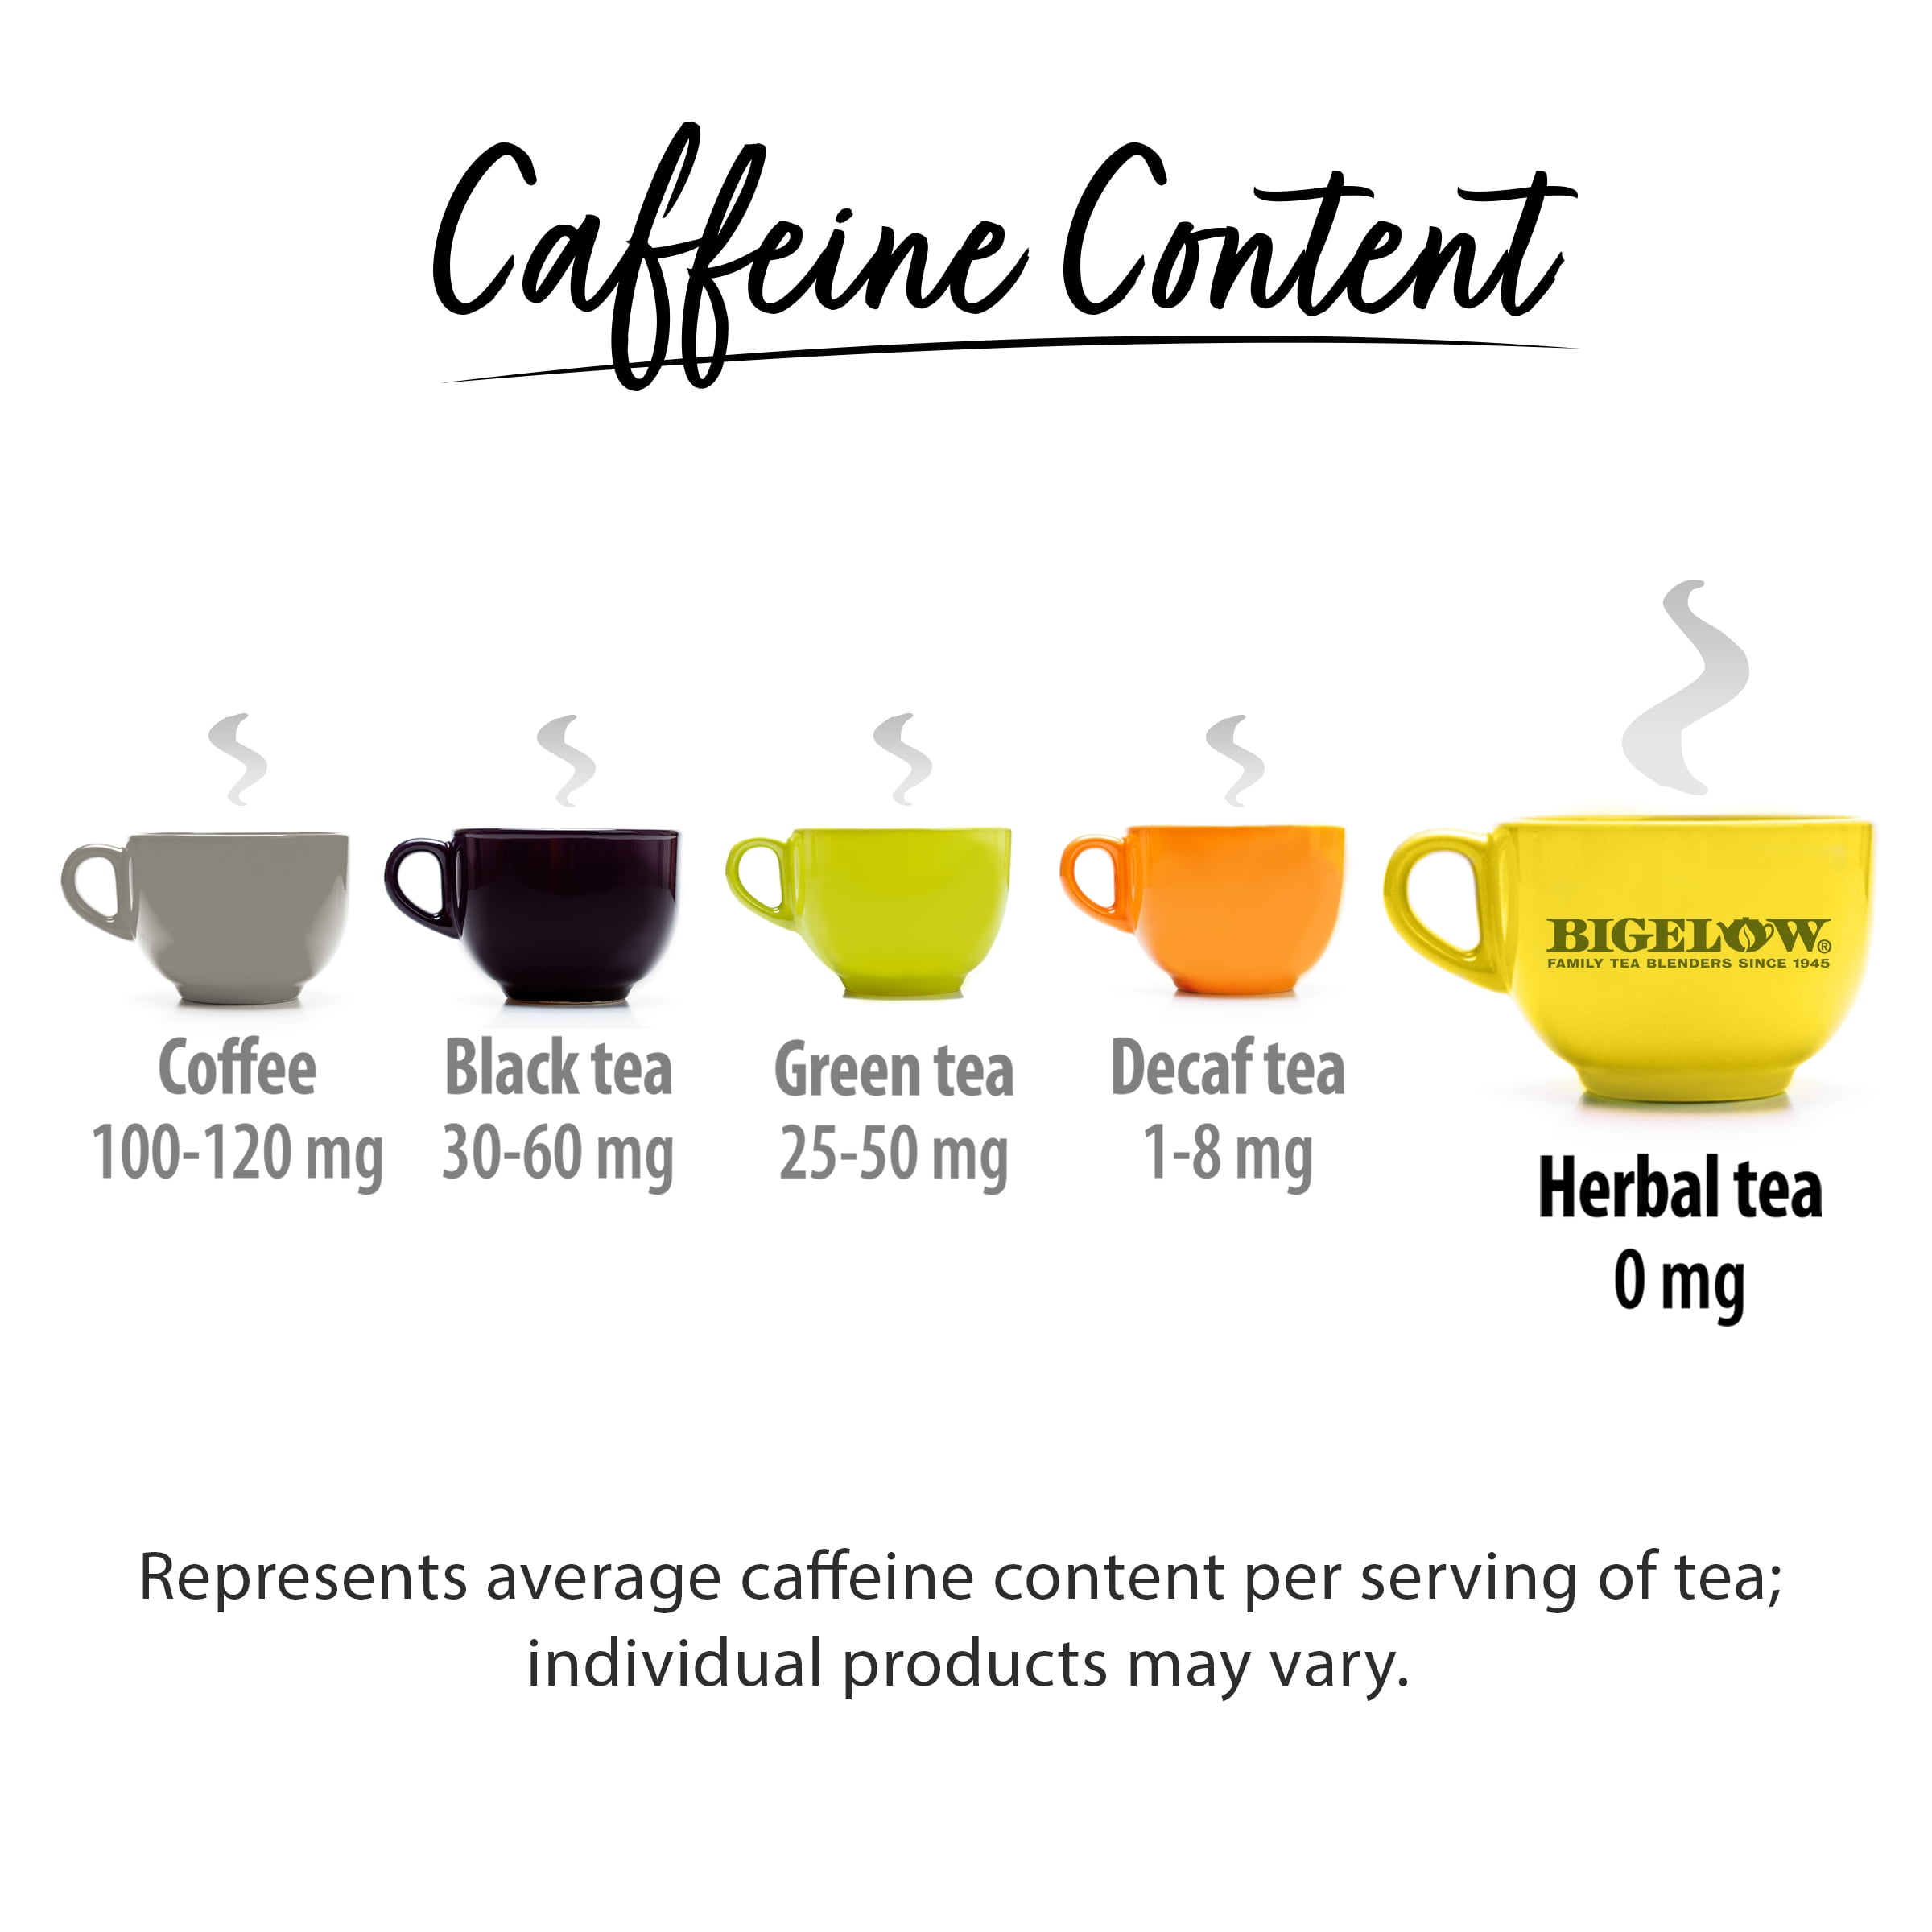 Caffeine Content
BIGELOW®
FAMILY TEA BLENDERS SINCE 1945
Coffee
100-120 mg
Black tea
30-60 mg
Green tea
25-50 mg
Decaf tea
1-8 mg
Herbal tea
0 mg
Represents average caffeine content per serving of tea;
individual products may vary.